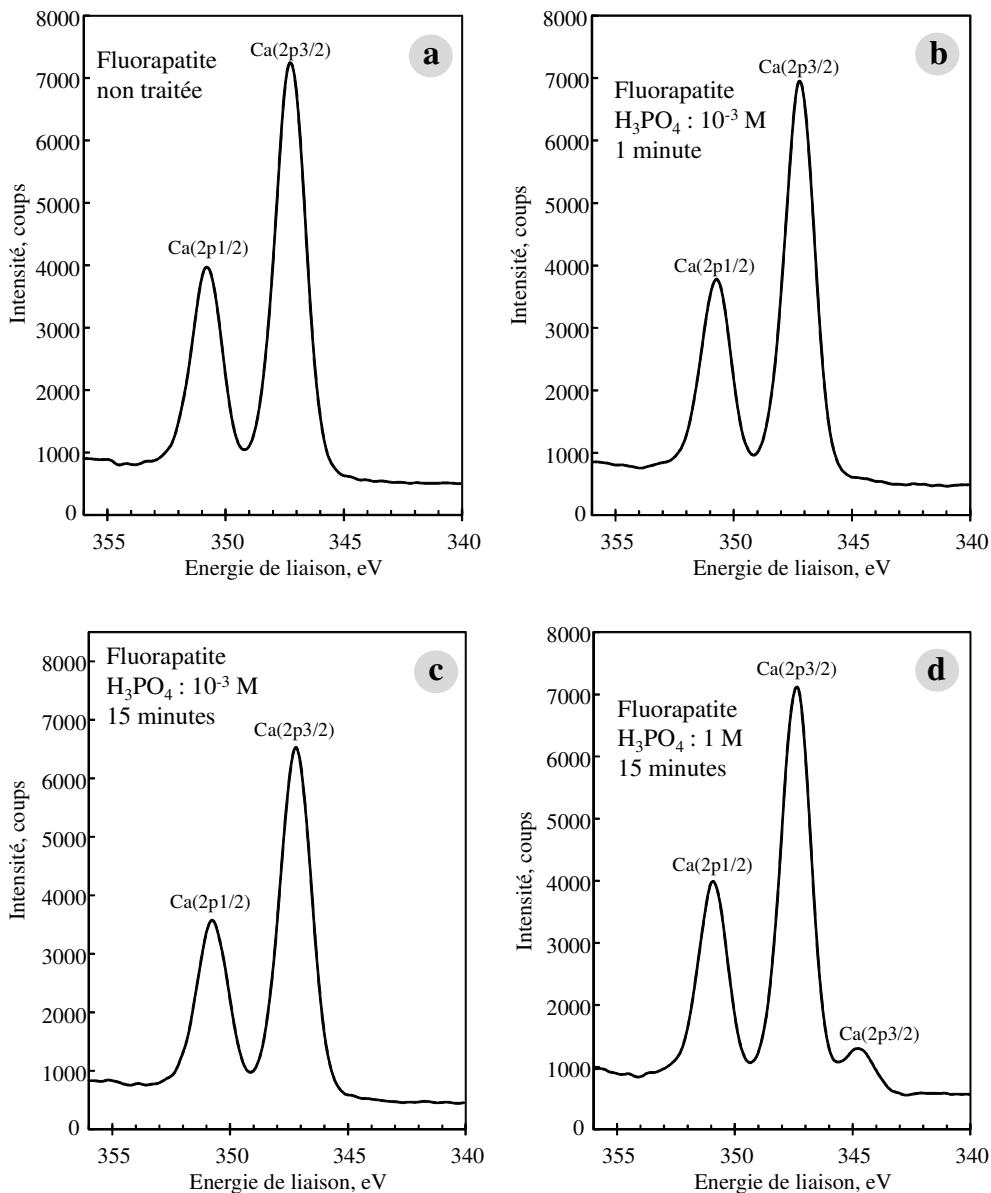 a
Fluorapatite
non traitée
Ca(2p3/2)
Ca(2p1/2)
8000
7000
6000
5000
4000
3000
2000
1000
0
Intensité, coups
355
350
345
340
Energie de liaison, eV
b
Fluorapatite
H₃PO₄ : 10⁻³ M
1 minute
Ca(2p3/2)
Ca(2p1/2)
8000
7000
6000
5000
4000
3000
2000
1000
0
Intensité, coups
355
350
345
340
Energie de liaison, eV
c
Fluorapatite
H₃PO₄ : 10⁻³ M
15 minutes
Ca(2p3/2)
Ca(2p1/2)
8000
7000
6000
5000
4000
3000
2000
1000
0
Intensité, coups
355
350
345
340
Energie de liaison, eV
d
Fluorapatite
H₃PO₄ : 1 M
15 minutes
Ca(2p3/2)
Ca(2p1/2)
Ca(2p3/2)
8000
7000
6000
5000
4000
3000
2000
1000
0
Intensité, coups
355
350
345
340
Energie de liaison, eV